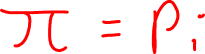 π = Pi